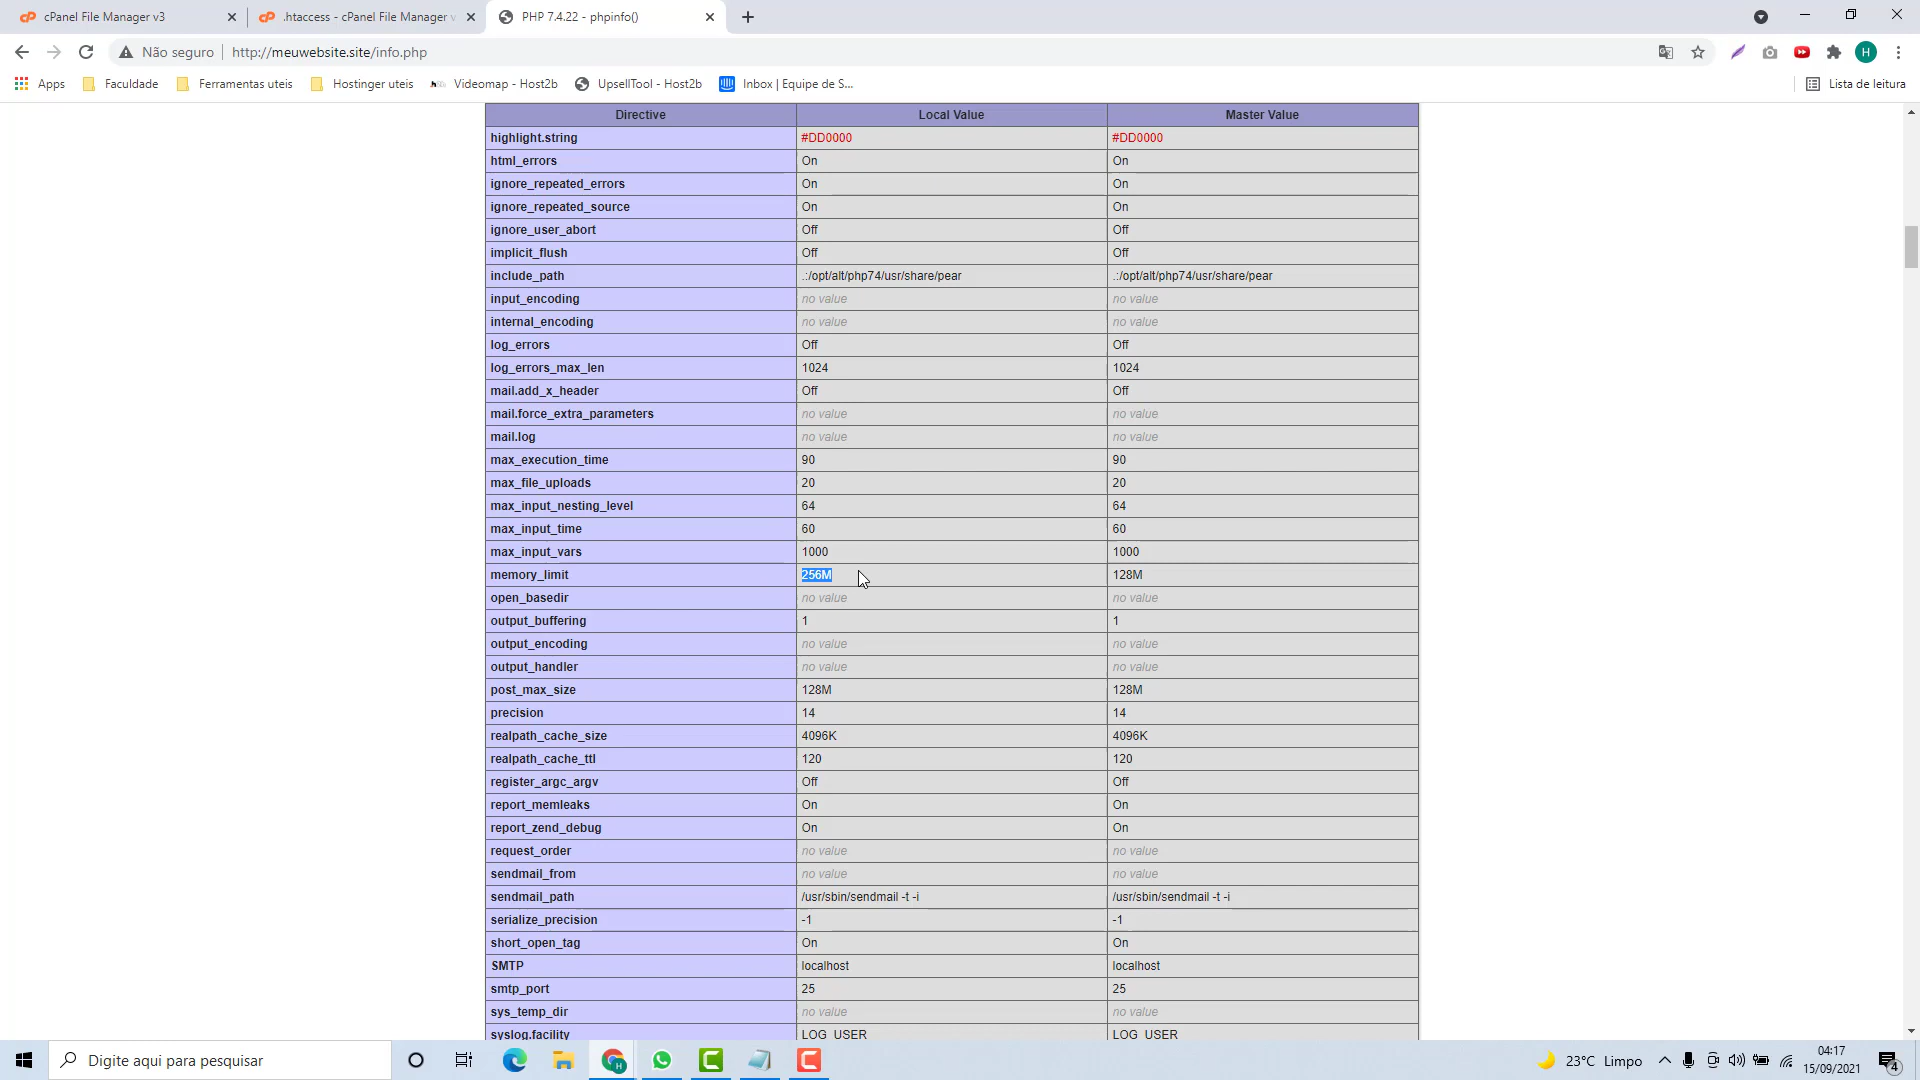 cPanel File Manager v3
.htaccess - cPanel File Manager v
PHP 7.4.22 - phpinfo()
Não seguro
http://meuwebsite.site/info.php
Apps
Faculdade
Ferramentas uteis
Hostinger uteis
Videomap - Host2b
UpsellTool - Host2b
Inbox | Equipe de S...
Lista de leitura
Directive Local Value Master Value
highlight.string #DD0000 #DD0000
html_errors On On
ignore_repeated_errors On On
ignore_repeated_source On On
ignore_user_abort Off Off
implicit_flush Off Off
include_path .:/opt/alt/php74/usr/share/pear .:/opt/alt/php74/usr/share/pear
input_encoding no value no value
internal_encoding no value no value
log_errors Off Off
log_errors_max_len 1024 1024
mail.add_x_header Off Off
mail.force_extra_parameters no value no value
mail.log no value no value
max_execution_time 90 90
max_file_uploads 20 20
max_input_nesting_level 64 64
max_input_time 60 60
max_input_vars 1000 1000
memory_limit 256M 128M
open_basedir no value no value
output_buffering 1 1
output_encoding no value no value
output_handler no value no value
post_max_size 128M 128M
precision 14 14
realpath_cache_size 4096K 4096K
realpath_cache_ttl 120 120
register_argc_argv Off Off
report_memleaks On On
report_zend_debug On On
request_order no value no value
sendmail_from no value no value
sendmail_path /usr/sbin/sendmail -t -i /usr/sbin/sendmail -t -i
serialize_precision -1 -1
short_open_tag On On
SMTP localhost localhost
smtp_port 25 25
sys_temp_dir no value no value
syslog.facility LOG_USER LOG_USER
Digite aqui para pesquisar
23°C Limpo
04:17
15/09/2021
4
H